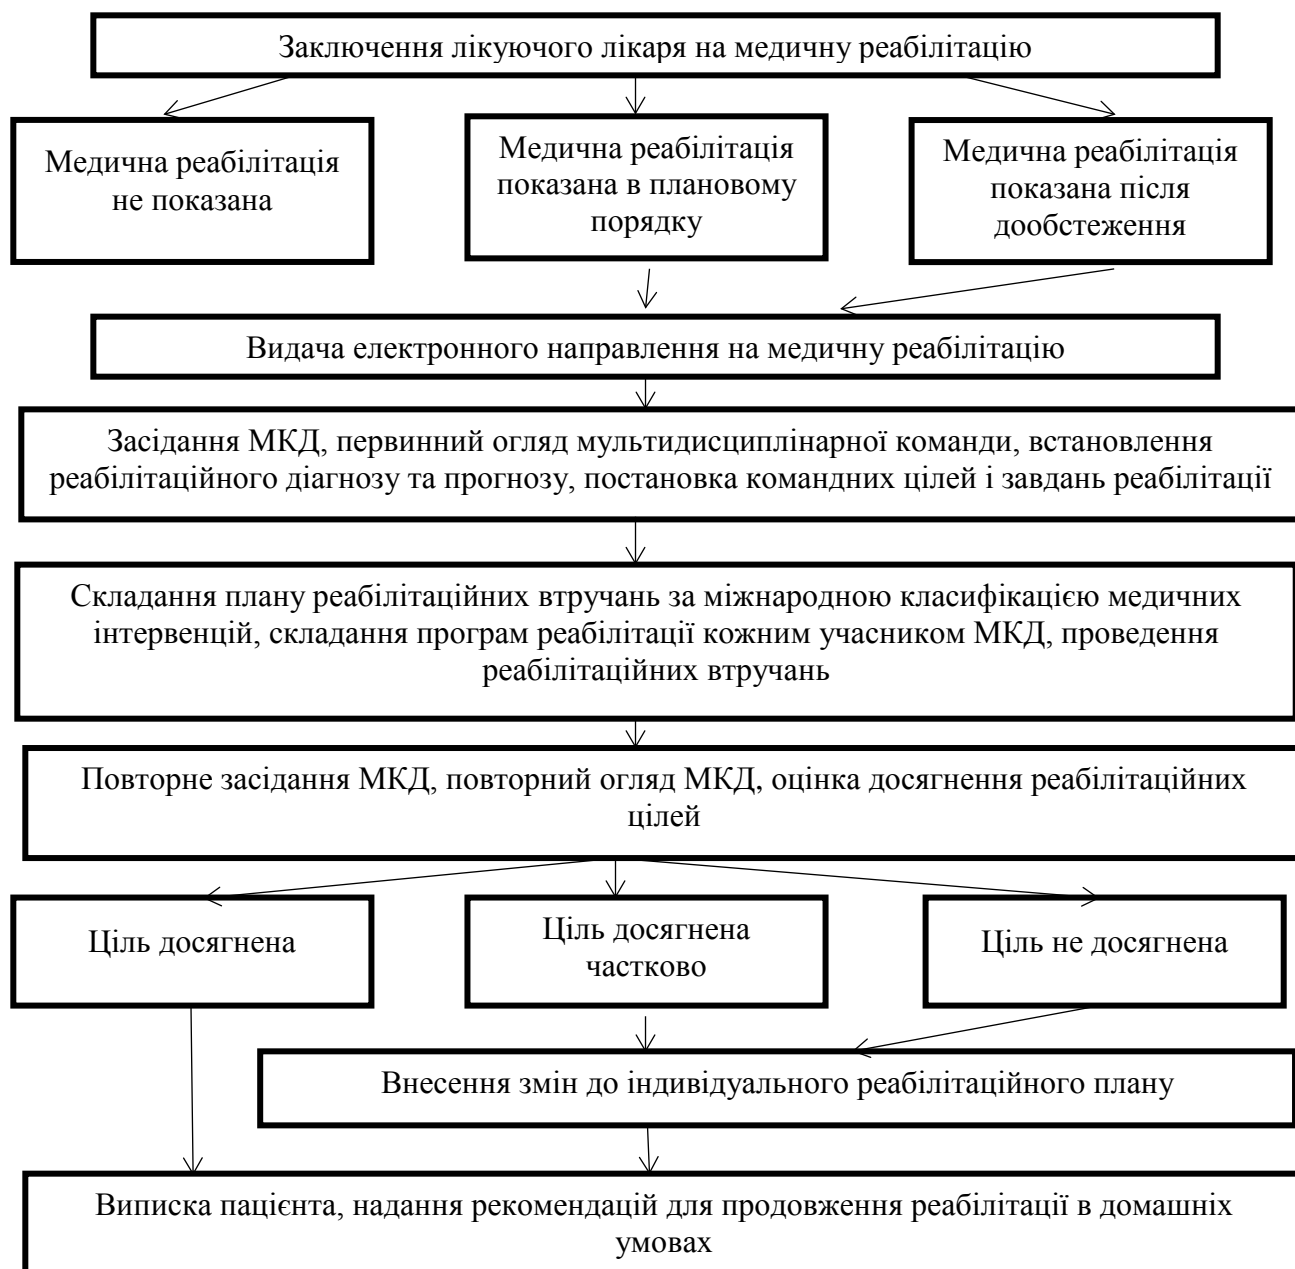 Заключення лікуючого лікаря на медичну реабілітацію
Медична реабілітація
не показана
Медична реабілітація
показана в плановому
порядку
Медична реабілітація
показана після
дообстеження
Видача електронного направлення на медичну реабілітацію
Засідання МКД, первинний огляд мультидисциплінарної команди, встановлення
реабілітаційного діагнозу та прогнозу, постановка командних цілей і завдань реабілітації
Складання плану реабілітаційних втручань за міжнародною класифікацією медичних
інтервенцій, складання програм реабілітації кожним учасником МКД, проведення
реабілітаційних втручань
Повторне засідання МКД, повторний огляд МКД, оцінка досягнення реабілітаційних
цілей
Ціль досягнена
Ціль досягнена
частково
Ціль не досягнена
Внесення змін до індивідуального реабілітаційного плану
Виписка пацієнта, надання рекомендацій для продовження реабілітації в домашніх
умовах